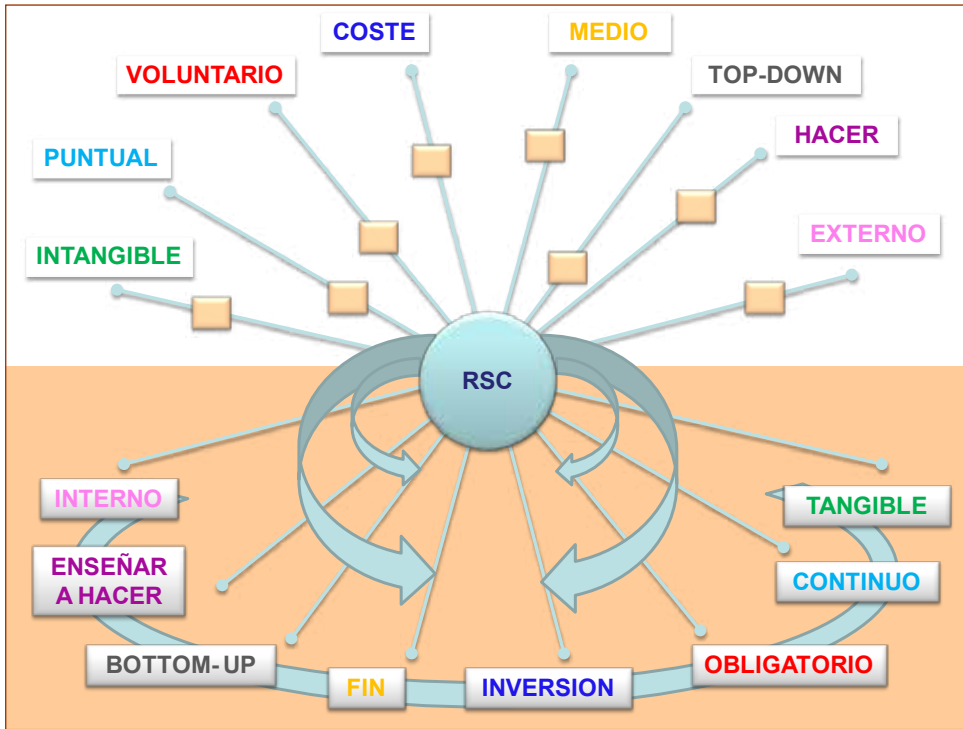 COSTE
MEDIO
VOLUNTARIO
TOP-DOWN
HACER
PUNTUAL
EXTERNO
INTANGIBLE
RSC
INTERNO
TANGIBLE
ENSEÑAR
A HACER
CONTINUO
BOTTOM- UP
OBLIGATORIO
FIN
INVERSION